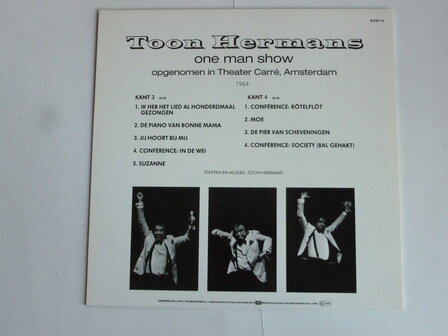 BOVP 14
Toon Hermans
one man show
opgenomen in Theater Carré, Amsterdam
1964
KANT 3
1. IK HEB HET LIED AL HONDERDMAAL
GEZONGEN
2. DE PIANO VAN BONNE MAMA
3. JIJ HOORT BIJ MIJ
4. CONFÉRENCE: IN DE WEI
5. SUZANNE
KANT 4
1. CONFÉRENCE: RÖTELFLÖT
2. MOE
3. DE PIER VAN SCHEVENINGEN
4. CONFÉRENCE: SOCIETY (BAL GEHAKT)
TEKSTEN EN MUZIEK: TOON HERMANS